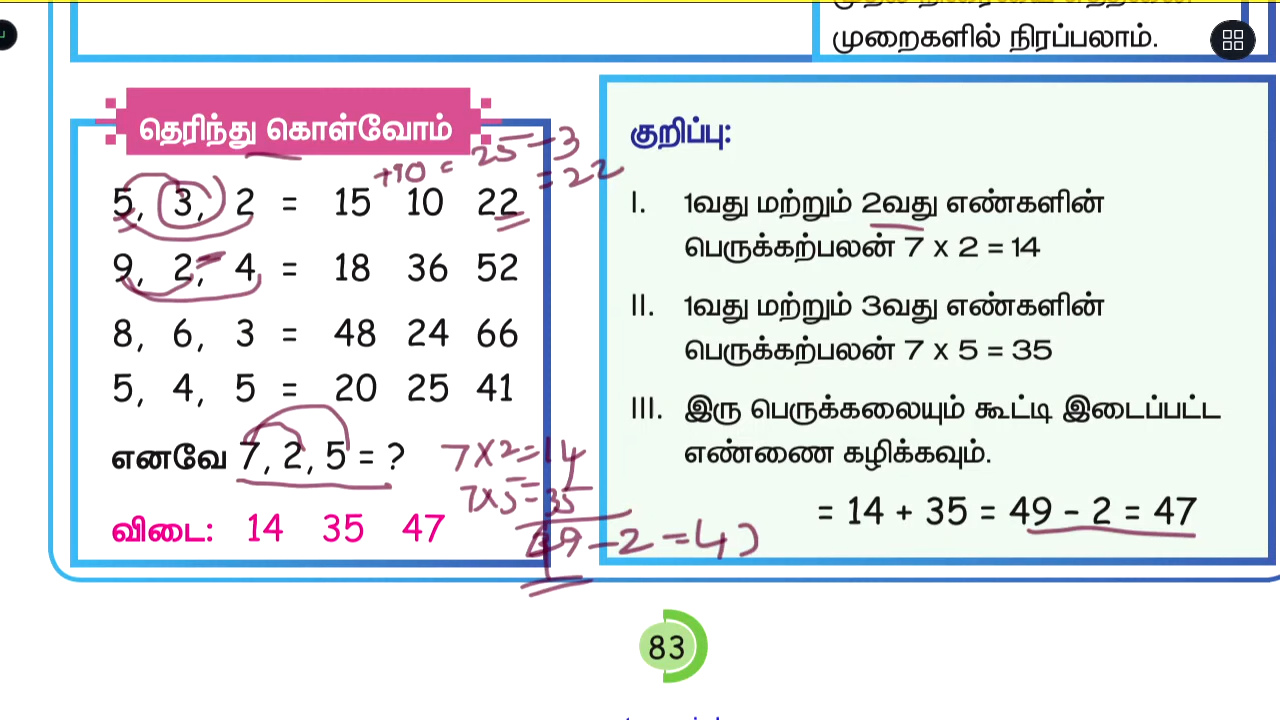 முறைகளில் நிரப்பலாம்.
தெரிந்து கொள்வோம்
+10 = 25 - 3
= 22
5, 3, 2 = 15 10 22
9, 2, 4 = 18 36 52
8, 6, 3 = 48 24 66
5, 4, 5 = 20 25 41
எனவே 7, 2, 5 = ?
7x2=14
7x5=35
விடை: 14 35 47
குறிப்பு:
I. 1வது மற்றும் 2வது எண்களின்
பெருக்கற்பலன் 7 x 2 = 14
II. 1வது மற்றும் 3வது எண்களின்
பெருக்கற்பலன் 7 x 5 = 35
III. இரு பெருக்கலையும் கூட்டி இடைப்பட்ட
எண்ணை கழிக்கவும்.
= 14 + 35 = 49 - 2 = 47
83